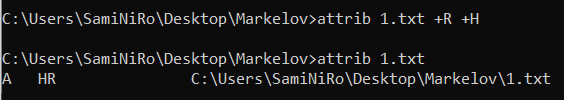 C:\Users\SamiNiRo\Desktop\Markelov>attrib 1.txt +R +H
C:\Users\SamiNiRo\Desktop\Markelov>attrib 1.txt
A   HR               C:\Users\SamiNiRo\Desktop\Markelov\1.txt